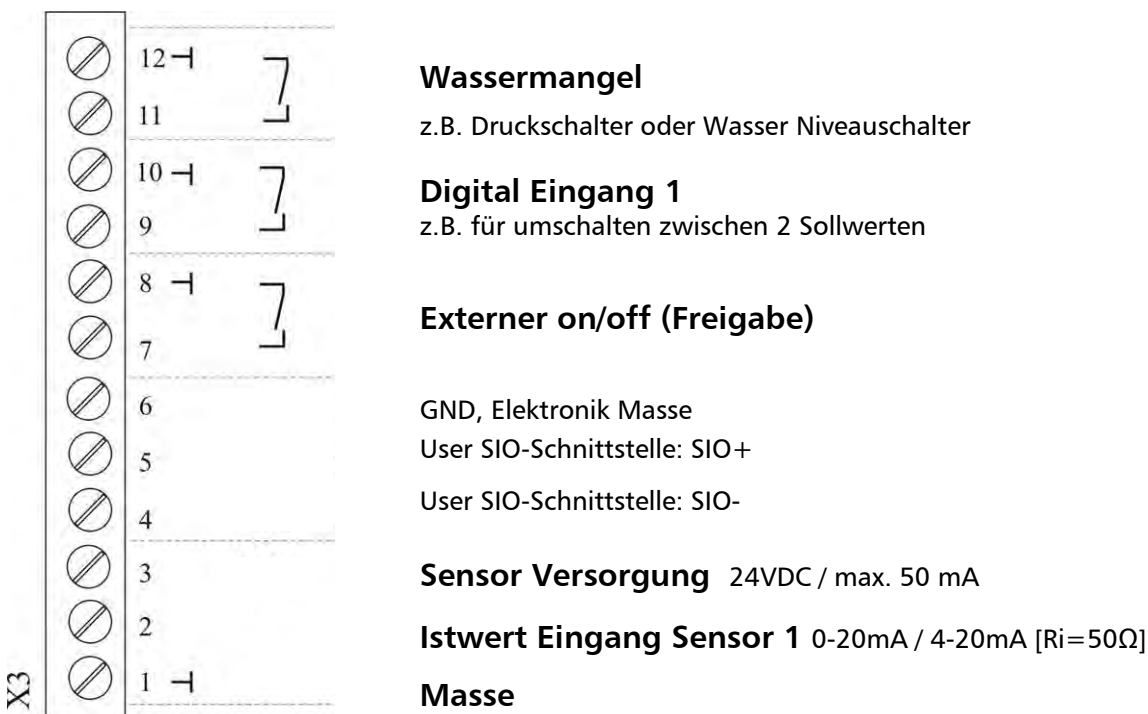 12
Wassermangel
11
z.B. Druckschalter oder Wasser Niveauschalter
10
Digital Eingang 1
9
z.B. für umschalten zwischen 2 Sollwerten
8
Externer on/off (Freigabe)
7
6
GND, Elektronik Masse
5
User SIO-Schnittstelle: SIO+
4
User SIO-Schnittstelle: SIO-
3
Sensor Versorgung 24VDC / max. 50 mA
2
Istwert Eingang Sensor 1 0-20mA / 4-20mA [Ri=50Ω]
X3
1
Masse